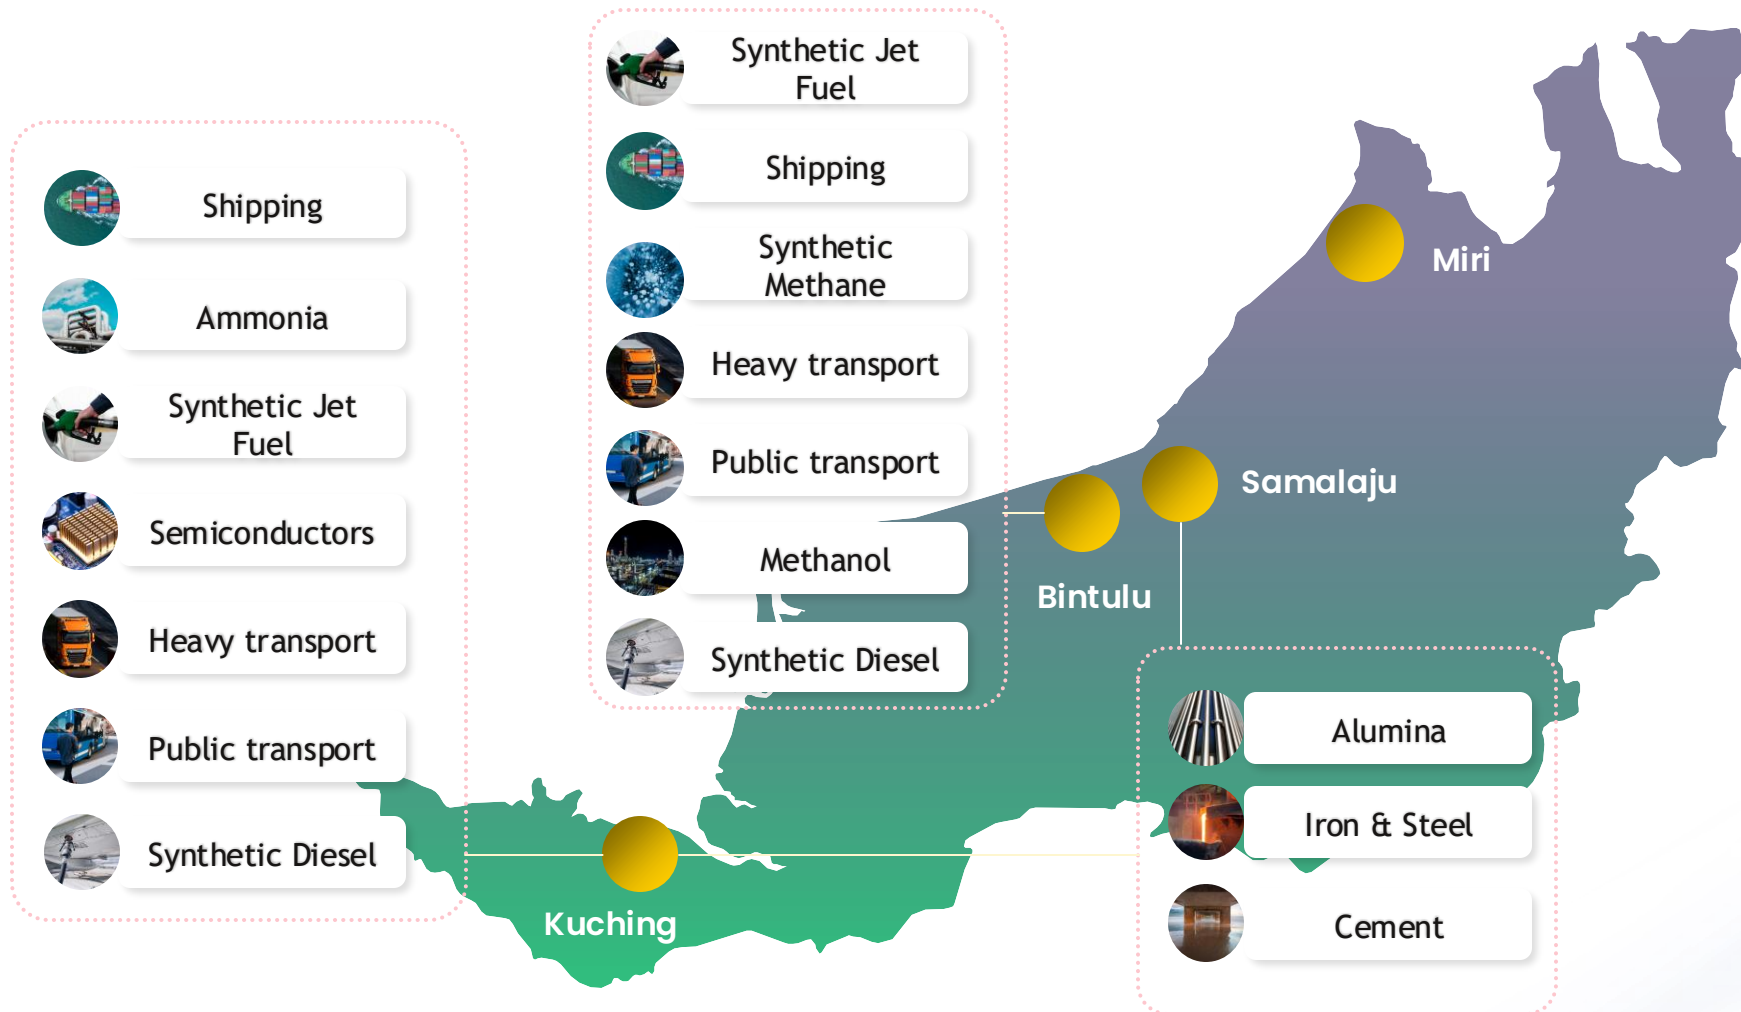 Shipping
Ammonia
Synthetic Jet
Fuel
Semiconductors
Heavy transport
Public transport
Synthetic Diesel
Synthetic Jet
Fuel
Shipping
Synthetic
Methane
Heavy transport
Public transport
Methanol
Synthetic Diesel
Miri
Samalaju
Bintulu
Kuching
Alumina
Iron & Steel
Cement